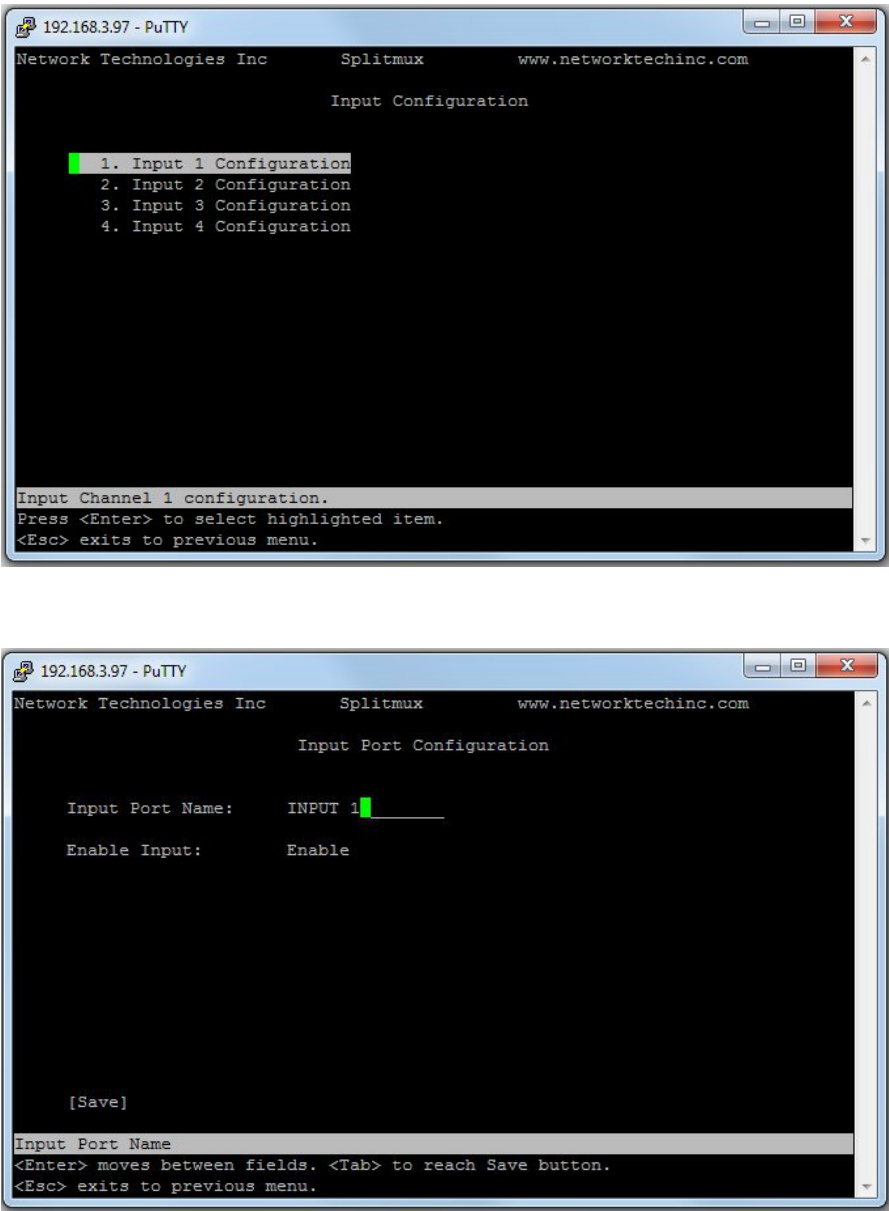 192.168.3.97 - PuTTY
Network Technologies Inc Splitmux www.networktechinc.com
Input Configuration
1. Input 1 Configuration
2. Input 2 Configuration
3. Input 3 Configuration
4. Input 4 Configuration
Input Channel 1 configuration.
Press <Enter> to select highlighted item.
<Esc> exits to previous menu.
192.168.3.97 - PuTTY
Network Technologies Inc Splitmux www.networktechinc.com
Input Port Configuration
Input Port Name: INPUT 1
Enable Input: Enable
[Save]
Input Port Name
<Enter> moves between fields. <Tab> to reach Save button.
<Esc> exits to previous menu.